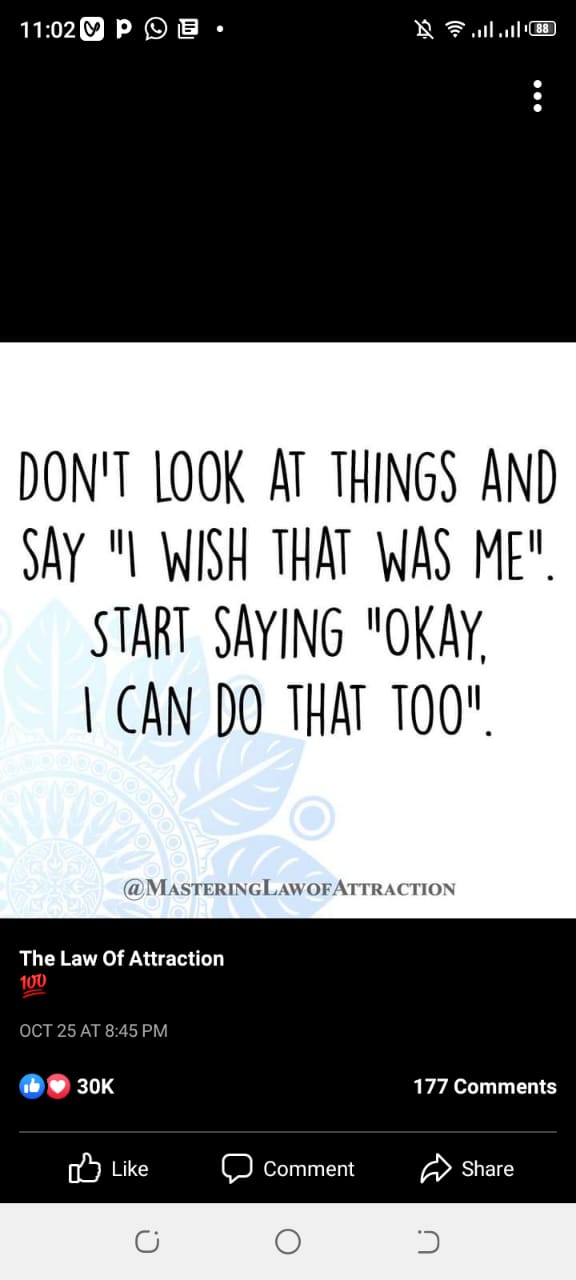 11:02
88
DON'T LOOK AT THINGS AND
SAY "I WISH THAT WAS ME".
START SAYING "OKAY,
I CAN DO THAT TOO".
@MASTERINGLAWOFATTRACTION
The Law Of Attraction
100
OCT 25 AT 8:45 PM
30K
177 Comments
Like
Comment
Share